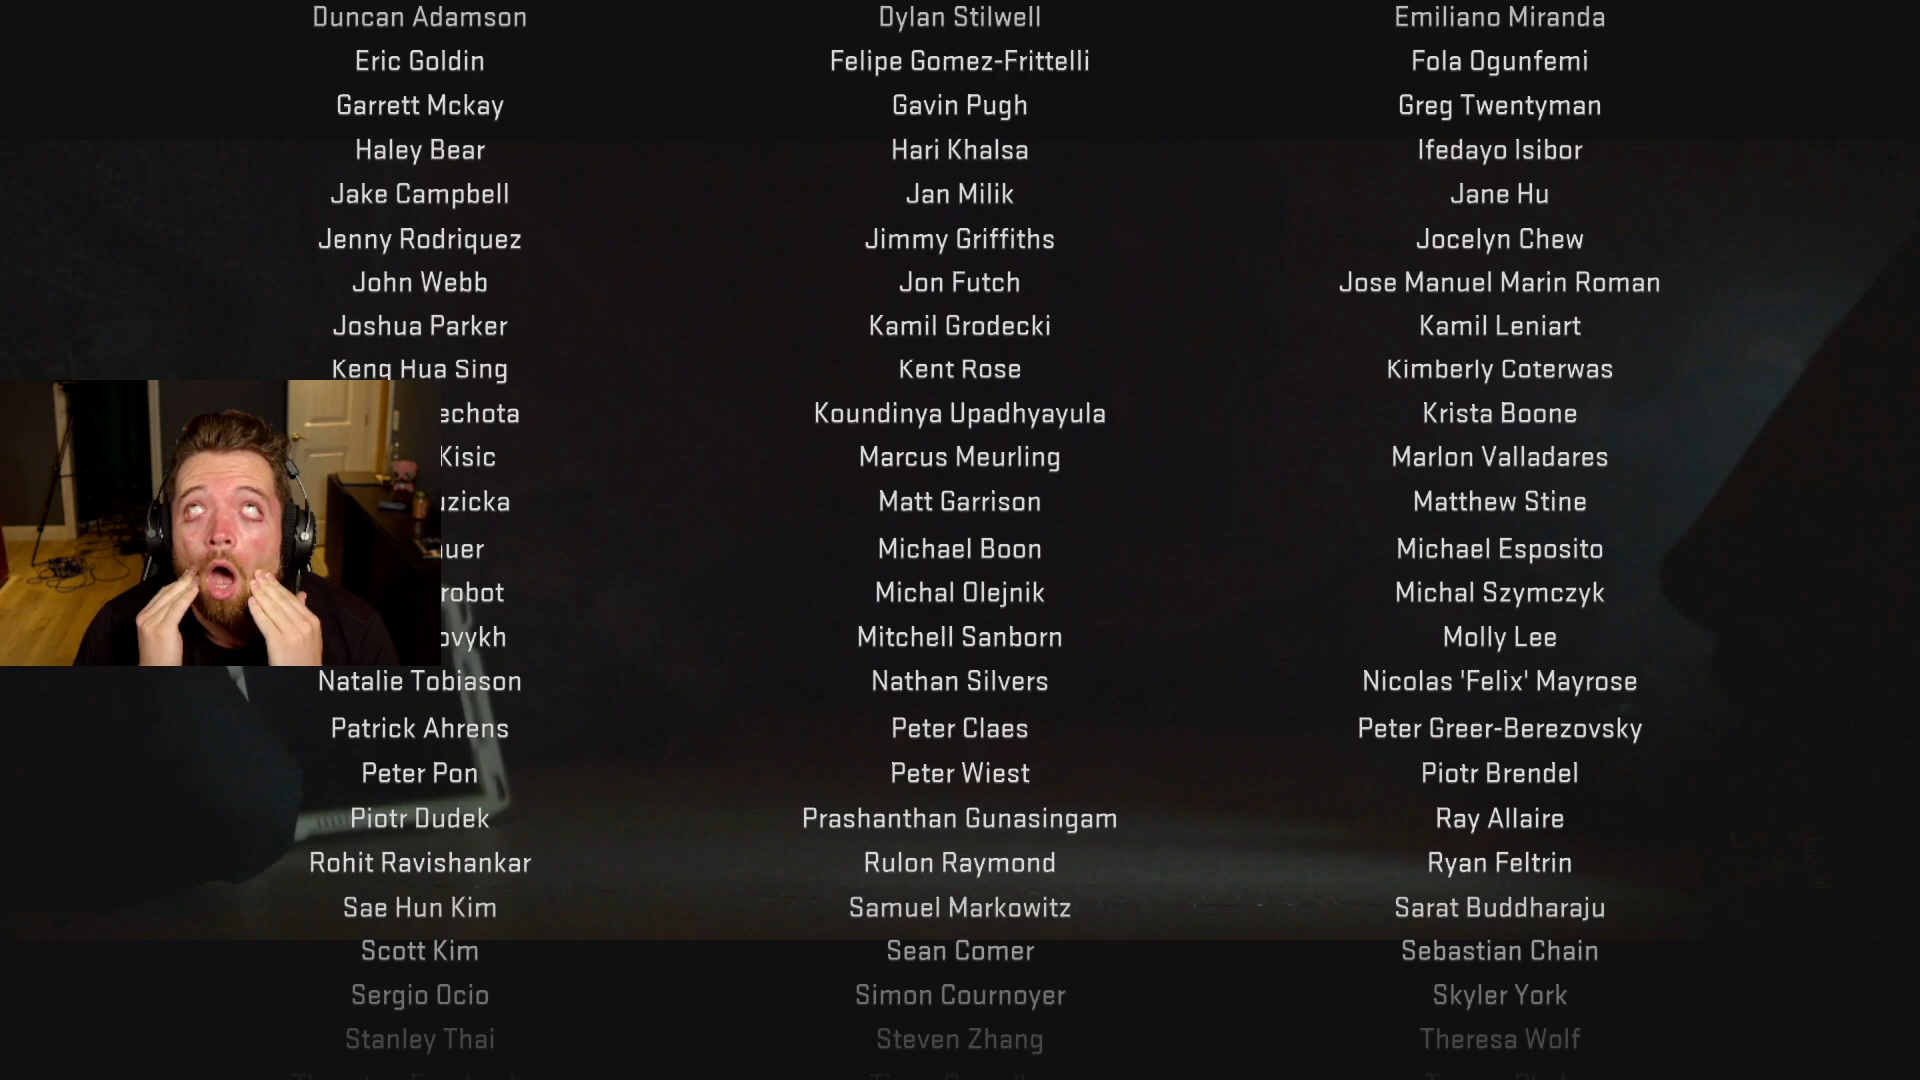 Duncan Adamson Dylan Stilwell Emiliano Miranda
Eric Goldin Felipe Gomez-Frittelli Fola Ogunfemi
Garrett Mckay Gavin Pugh Greg Twentyman
Haley Bear Hari Khalsa Ifedayo Isibor
Jake Campbell Jan Milik Jane Hu
Jenny Rodriquez Jimmy Griffiths Jocelyn Chew
John Webb Jon Futch Jose Manuel Marin Roman
Joshua Parker Kamil Grodecki Kamil Leniart
Keng Hua Sing Kent Rose Kimberly Coterwas
Koundinya Upadhyayula Krista Boone
Kisic Marcus Meurling Marlon Valladares
Matt Garrison Matthew Stine
Michael Boon Michael Esposito
Michal Olejnik Michal Szymczyk
Mitchell Sanborn Molly Lee
Natalie Tobiason Nathan Silvers Nicolas 'Felix' Mayrose
Patrick Ahrens Peter Claes Peter Greer-Berezovsky
Peter Pon Peter Wiest Piotr Brendel
Piotr Dudek Prashanthan Gunasingam Ray Allaire
Rohit Ravishankar Rulon Raymond Ryan Feltrin
Sae Hun Kim Samuel Markowitz Sarat Buddharaju
Scott Kim Sean Comer Sebastian Chain
Sergio Ocio Simon Cournoyer Skyler York
Stanley Thai Steven Zhang Theresa Wolf